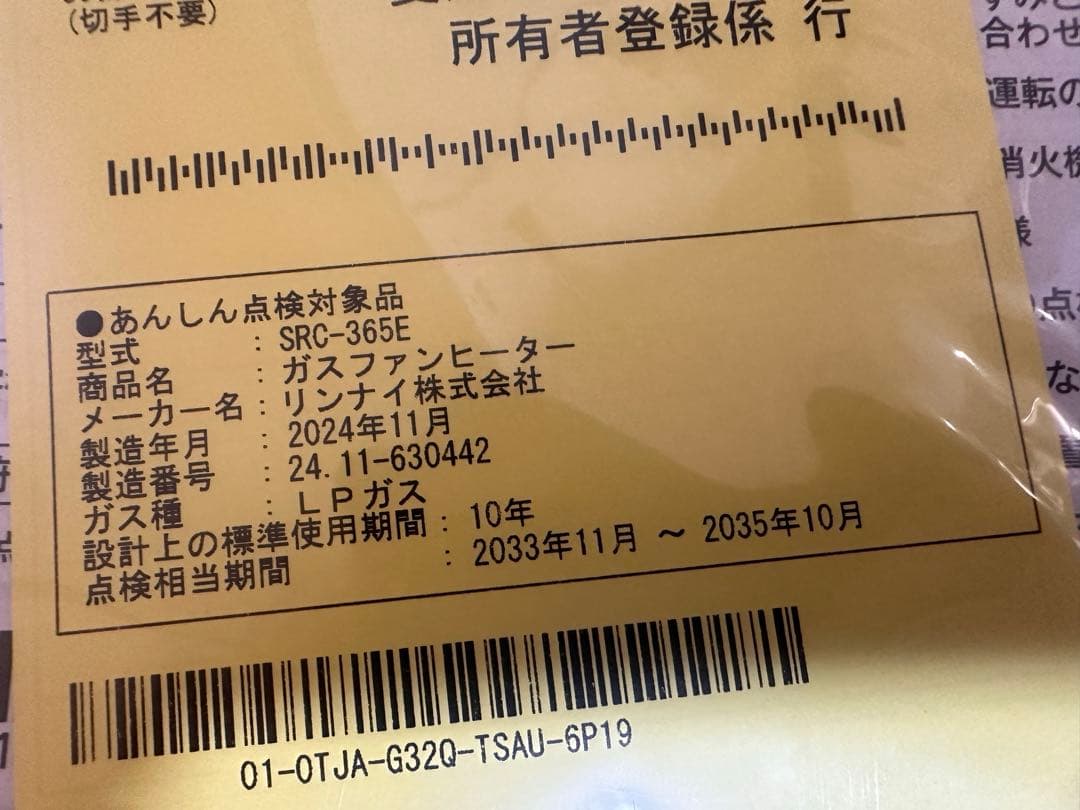 (切手不要)
所有者登録係 行
合わせ
運転の
消火機
様
●あんしん点検対象品
型式 : SRC-365E
商品名 : ガスファンヒーター
メーカー名 : リンナイ株式会社
製造年月 : 2024年11月
製造番号 : 24.11-630442
ガス種 : LPガス
設計上の標準使用期間 : 10年
点検相当期間 : 2033年11月 ～ 2035年10月
01-0TJA-G32Q-TSAU-6P19